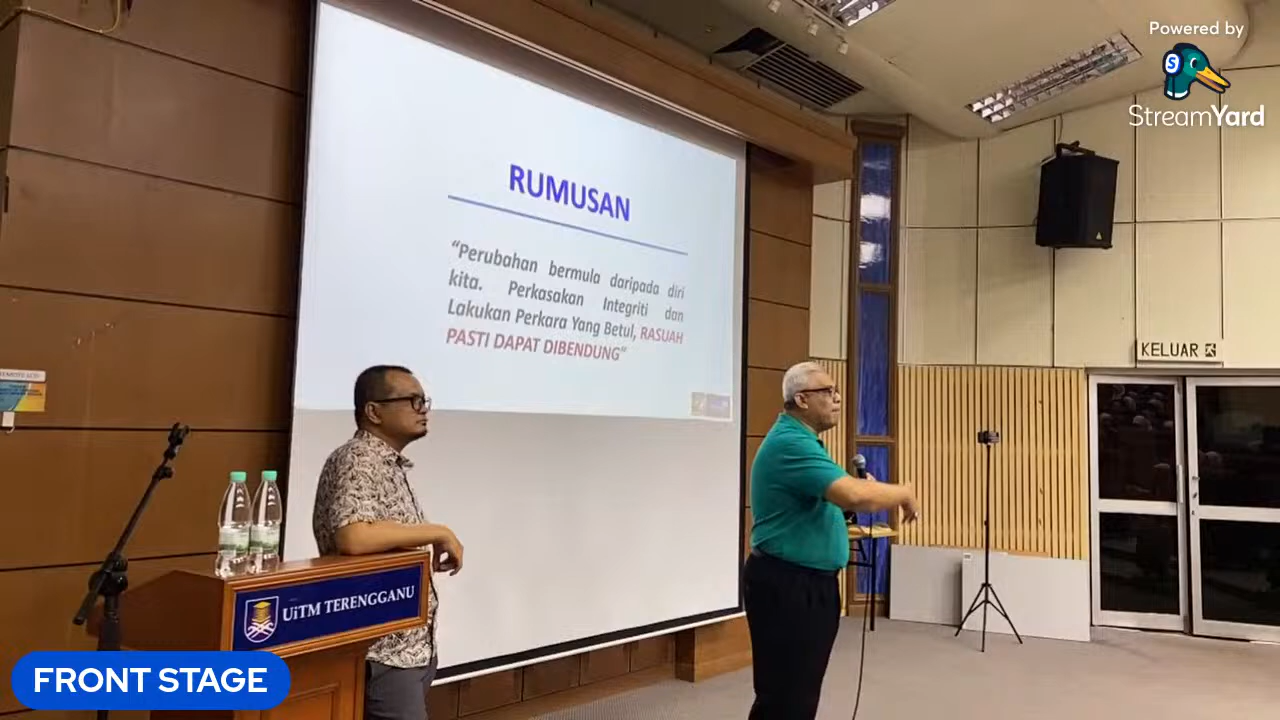 Powered by
S
StreamYard
RUMUSAN
“Perubahan bermula daripada diri
kita. Perkasakan Integriti dan
Lakukan Perkara Yang Betul, RASUAH
PASTI DAPAT DIBENDUNG“
KELUAR
UiTM TERENGGANU
FRONT STAGE